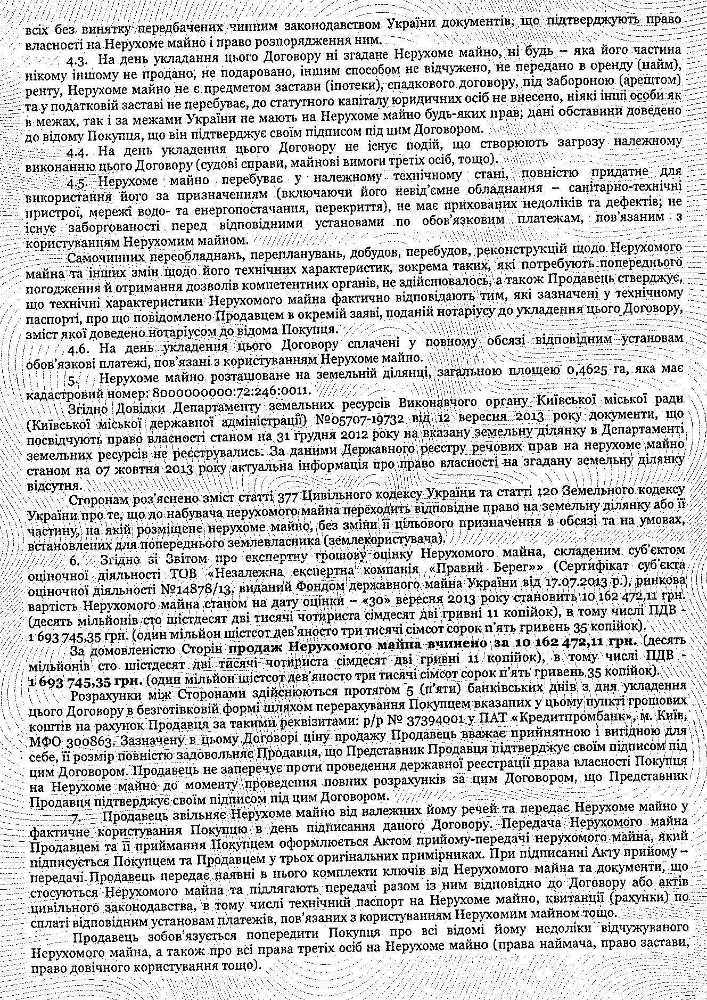 всіх без винятку передбачених чинним законодавством України документів, що підтверджують право
власності на Нерухоме майно і право розпорядження ним.
4.3. На день укладання цього Договору ні згадане Нерухоме майно, ні будь – яка його частина
нікому іншому не продано, не подаровано, іншим способом не відчужено, не передано в оренду (найм),
ренту, Нерухоме майно не є предметом застави (іпотеки), спадкового договору, під забороною (арештом)
та у податковій заставі не перебуває, до статутного капіталу юридичних осіб не внесено, ніякі інші особи як
в межах, так і за межами України не мають на Нерухоме майно будь-яких прав; дані обставини доведено
до відому Покупця, що він підтверджує своїм підписом під цим Договором.
4.4. На день укладення цього Договору не існує подій, що створюють загрозу належному
виконанню цього Договору (судові справи, майнові вимоги третіх осіб, тощо).
4.5. Нерухоме майно перебуває у належному технічному стані, повністю придатне для
використання його за призначенням (включаючи його невід’ємне обладнання – санітарно-технічні
пристрої, мережі водо- та енергопостачання, перекриття), не має прихованих недоліків та дефектів; не
існує заборгованості перед відповідними установами по обов’язковим платежам, пов’язаним з
користуванням Нерухомим майном.
Самочинних переобладнань, перепланувань, добудов, перебудов, реконструкцій щодо Нерухомого
майна та інших змін щодо його технічних характеристик, зокрема таких, які потребують попереднього
погодження й отримання дозволів компетентних органів, не здійснювалось, а також Продавець стверджує,
що технічні характеристики Нерухомого майна фактично відповідають тим, які зазначені у технічному
паспорті, про що повідомлено Продавцем в окремій заяві, поданій нотаріусу до укладення цього Договору,
зміст якої доведено нотаріусом до відома Покупця.
4.6. На день укладення цього Договору сплачені у повному обсязі відповідним установам
обов’язкові платежі, пов’язані з користуванням Нерухоме майно.
5. Нерухоме майно розташоване на земельній ділянці, загальною площею 0,4625 га, яка має
кадастровий номер: 8000000000:72:246:0011.
Згідно Довідки Департаменту земельних ресурсів Виконавчого органу Київської міської ради
(Київської міської державної адміністрації) №05707-19732 від 12 вересня 2013 року документи, що
посвідчують право власності станом на 31 грудня 2012 року на вказану земельну ділянку в Департаменті
земельних ресурсів не реєструвались. За даними Державного реєстру речових прав на нерухоме майно
станом на 07 жовтня 2013 року актуальна інформація про право власності на згадану земельну ділянку
відсутня.
Сторонам роз’яснено зміст статті 377 Цивільного кодексу України та статті 120 Земельного кодексу
України про те, що до набувача нерухомого майна переходить відповідне право на земельну ділянку або її
частину, на якій розміщене нерухоме майно, без зміни її цільового призначення в обсязі та на умовах,
встановлених для попереднього землевласника (землекористувача).
6. Згідно зі Звітом про експертну грошову оцінку Нерухомого майна, складеним суб’єктом
оціночної діяльності ТОВ «Незалежна експертна компанія «Правий Берег»» (Сертифікат суб’єкта
оціночної діяльності №14878/13, виданий Фондом державного майна України від 17.07.2013 р.), ринкова
вартість Нерухомого майна станом на дату оцінки – «30» вересня 2013 року становить 10 162 472,11 грн.
(десять мільйонів сто шістдесят дві тисячі чотириста сімдесят дві гривні 11 копійок), в тому числі ПДВ -
1 693 745,35 грн. (один мільйон шістсот дев’яносто три тисячі сімсот сорок п’ять гривень 35 копійок).
За домовленістю Сторін продаж Нерухомого майна вчинено за 10 162 472,11 грн. (десять
мільйонів сто шістдесят дві тисячі чотириста сімдесят дві гривні 11 копійок), в тому числі ПДВ -
1 693 745,35 грн. (один мільйон шістсот дев’яносто три тисячі сімсот сорок п’ять гривень 35 копійок).
Розрахунки між Сторонами здійснюються протягом 5 (п’яти) банківських днів з дня укладення
цього Договору в безготівковій формі шляхом перерахування Покупцем вказаних у цьому пункті грошових
коштів на рахунок Продавця за такими реквізитами: р/р № 37394001 у ПАТ «Кредитпромбанк», м. Київ,
МФО 300863. Зазначену в цьому Договорі ціну продажу Продавець вважає прийнятною і вигідною для
себе, її розмір повністю задовольняє Продавця, що Представник Продавця підтверджує своїм підписом під
цим Договором. Продавець не заперечує проти проведення державної реєстрації права власності Покупця
на Нерухоме майно до моменту проведення повних розрахунків за цим Договором, що Представник
Продавця підтверджує своїм підписом під цим Договором.
7. Продавець звільняє Нерухоме майно від належних йому речей та передає Нерухоме майно у
фактичне користування Покупцю в день підписання даного Договору. Передача Нерухомого майна
Продавцем та її приймання Покупцем оформлюється Актом прийому-передачі нерухомого майна, який
підписується Покупцем та Продавцем у трьох оригінальних примірниках. При підписанні Акту прийому –
передачі Продавець передає наявні в нього комплекти ключів від Нерухомого майна та документи, що
стосуються Нерухомого майна та підлягають передачі разом із ним відповідно до Договору або актів
цивільного законодавства, в тому числі технічний паспорт на Нерухоме майно, квитанції (рахунки) по
сплаті відповідним установам платежів, пов’язаних з користуванням Нерухомим майном тощо.
Продавець зобов’язується попередити Покупця про всі відомі йому недоліки відчужуваного
Нерухомого майна, а також про всі права третіх осіб на Нерухоме майно (права наймача, право застави,
право довічного користування тощо).